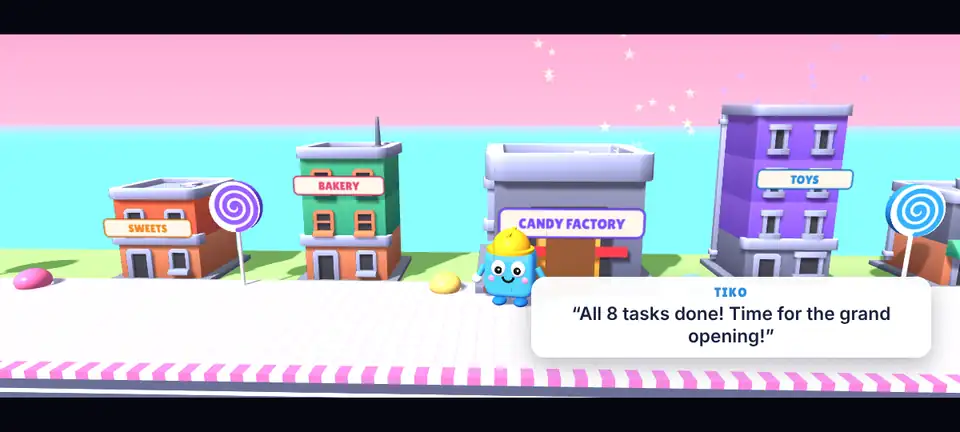 SWEETS
BAKERY
CANDY FACTORY
TOYS
TIKO
“All 8 tasks done! Time for the grand
opening!”